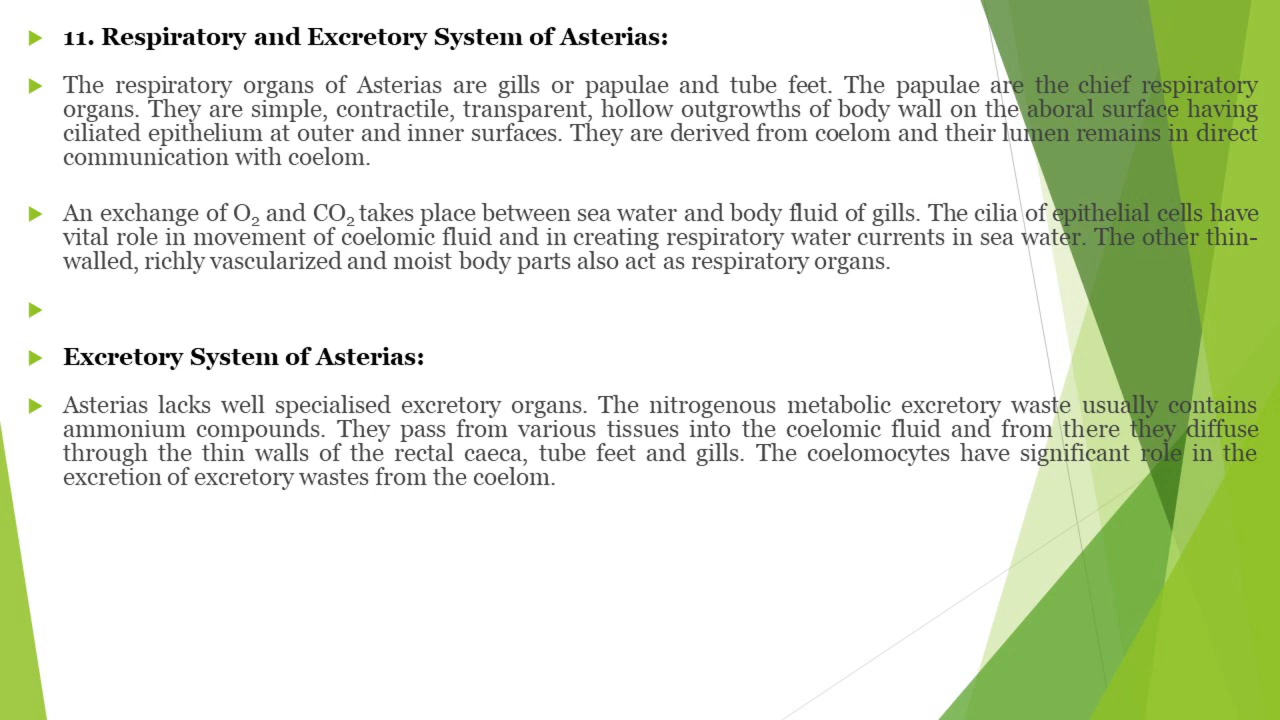 11. Respiratory and Excretory System of Asterias:
The respiratory organs of Asterias are gills or papulae and tube feet. The papulae are the chief respiratory
organs. They are simple, contractile, transparent, hollow outgrowths of body wall on the aboral surface having
ciliated epithelium at outer and inner surfaces. They are derived from coelom and their lumen remains in direct
communication with coelom.
An exchange of O₂ and CO₂ takes place between sea water and body fluid of gills. The cilia of epithelial cells have
vital role in movement of coelomic fluid and in creating respiratory water currents in sea water. The other thin-
walled, richly vascularized and moist body parts also act as respiratory organs.
Excretory System of Asterias:
Asterias lacks well specialised excretory organs. The nitrogenous metabolic excretory waste usually contains
ammonium compounds. They pass from various tissues into the coelomic fluid and from there they diffuse
through the thin walls of the rectal caeca, tube feet and gills. The coelomocytes have significant role in the
excretion of excretory wastes from the coelom.